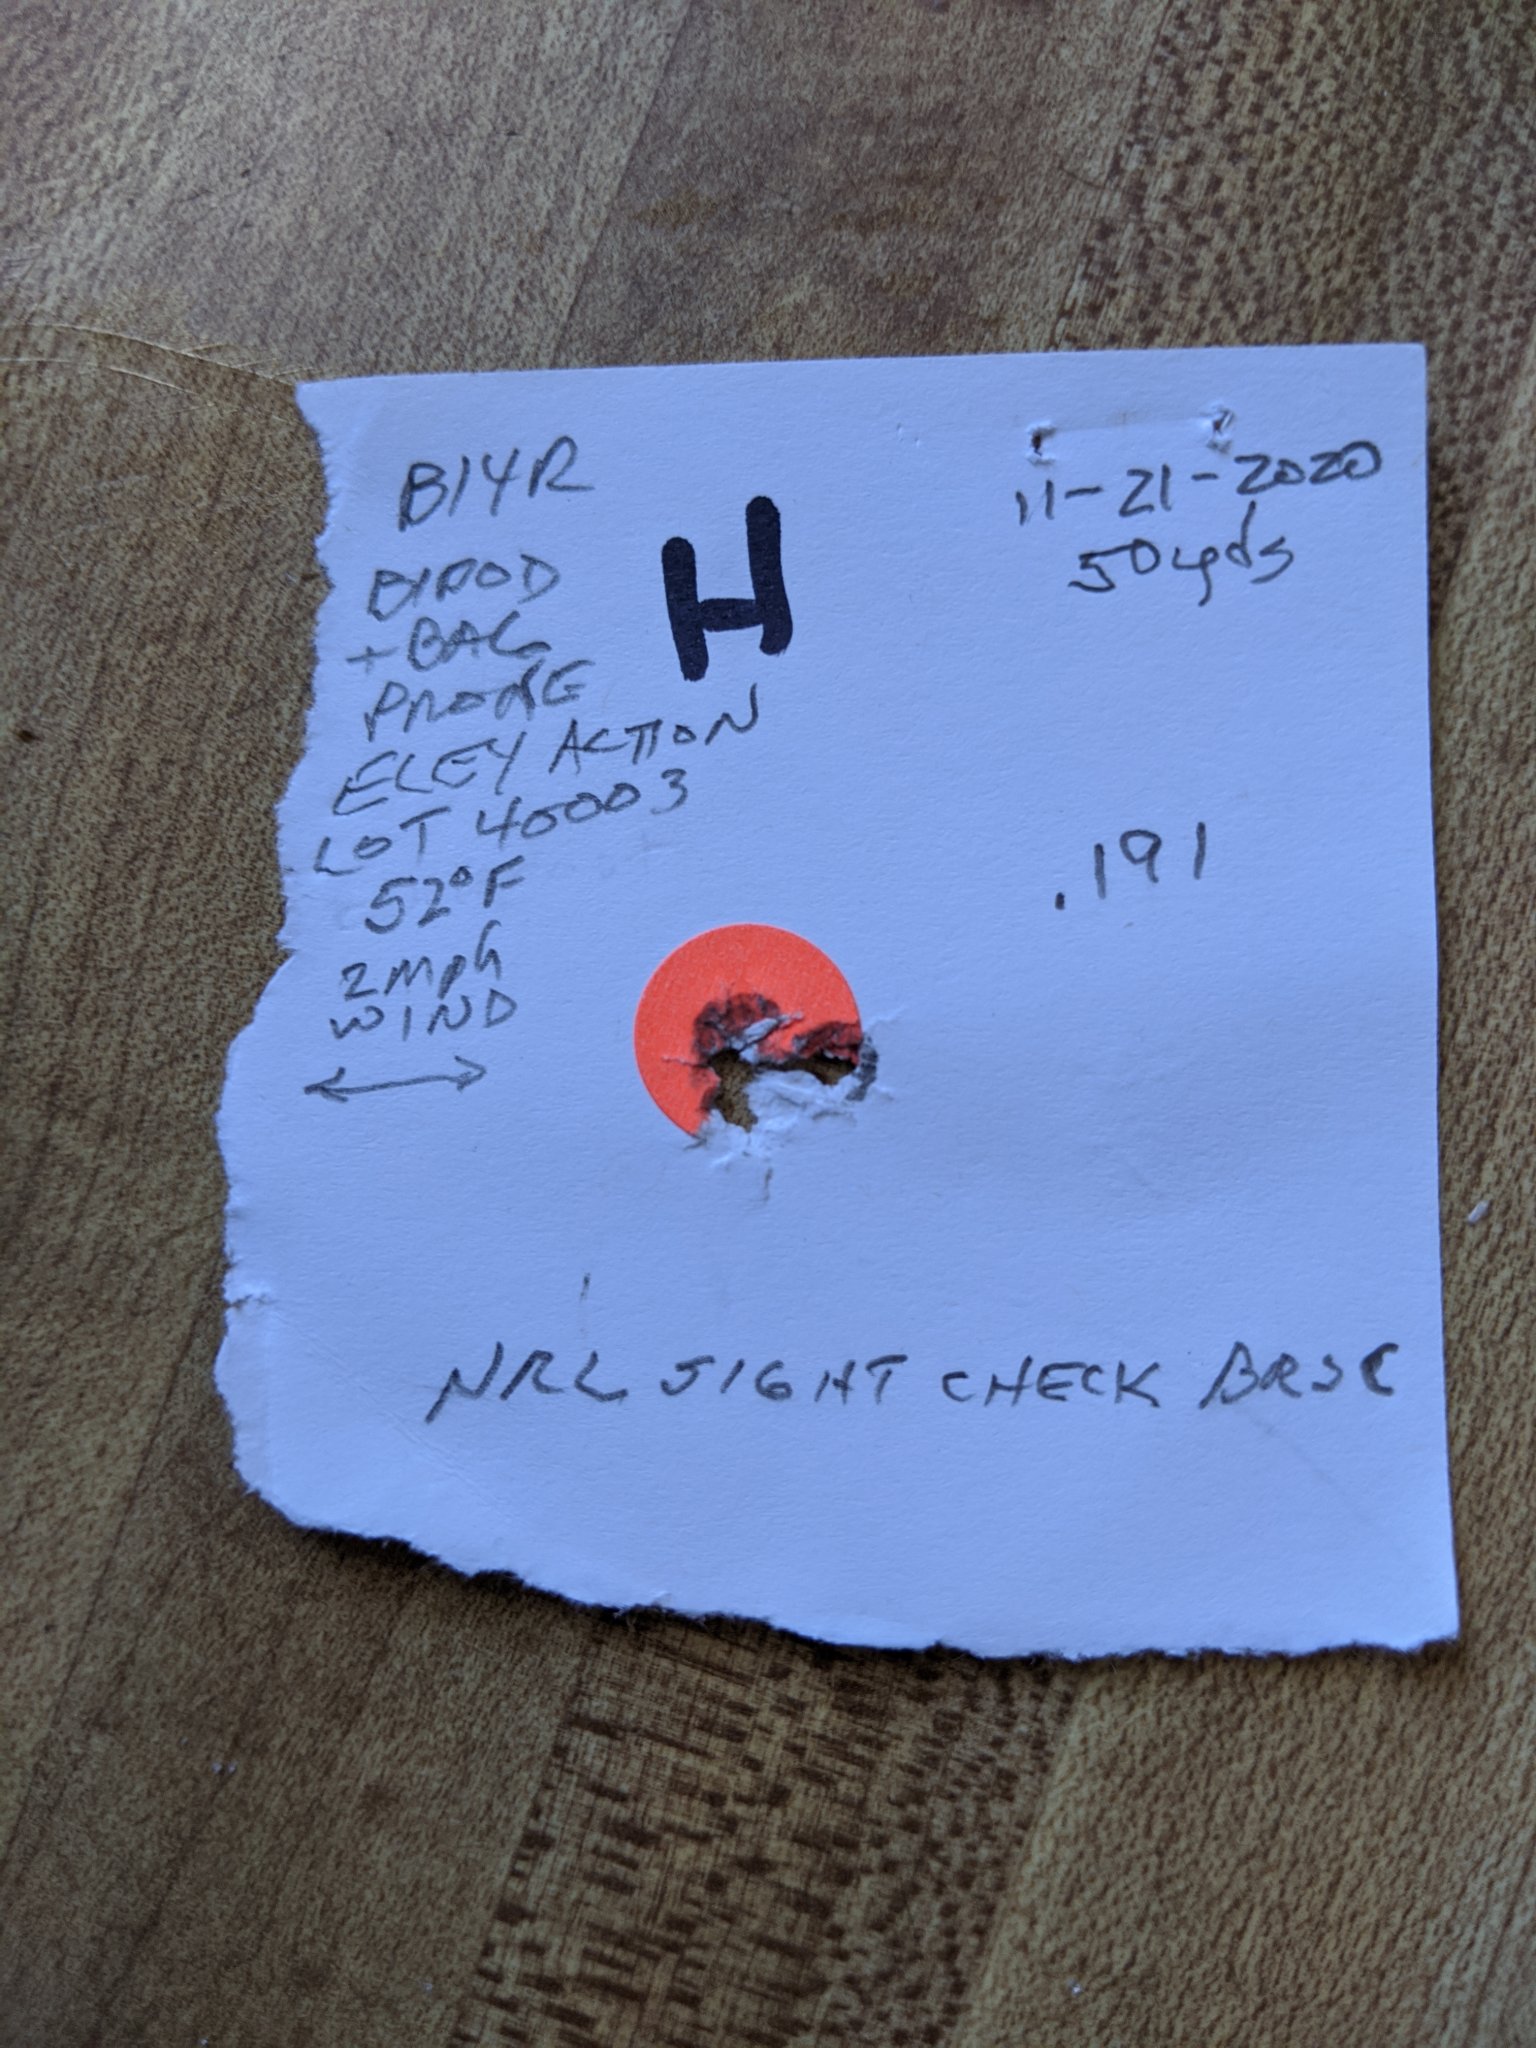 B14R
BIPOD
+ BAG
PRONE
ELEY ACTION
LOT 40003
52°F
2mph
WIND
H
11-21-2020
50yds
.191
NRL SIGHT CHECK BRSC